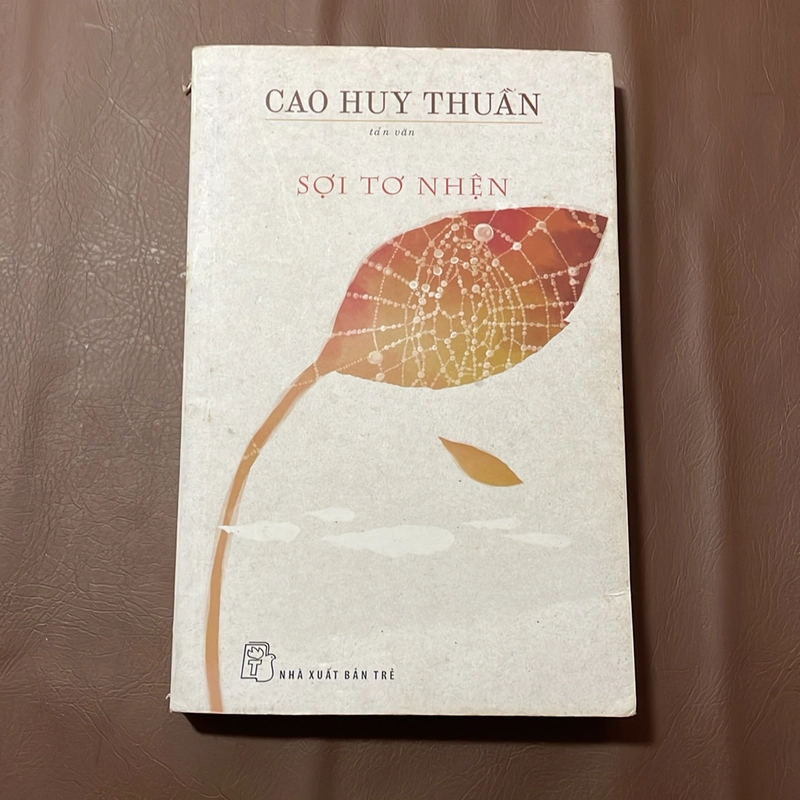 CAO HUY THUẦN
tản văn
SỢI TƠ NHỆN
T
NHÀ XUẤT BẢN TRẺ